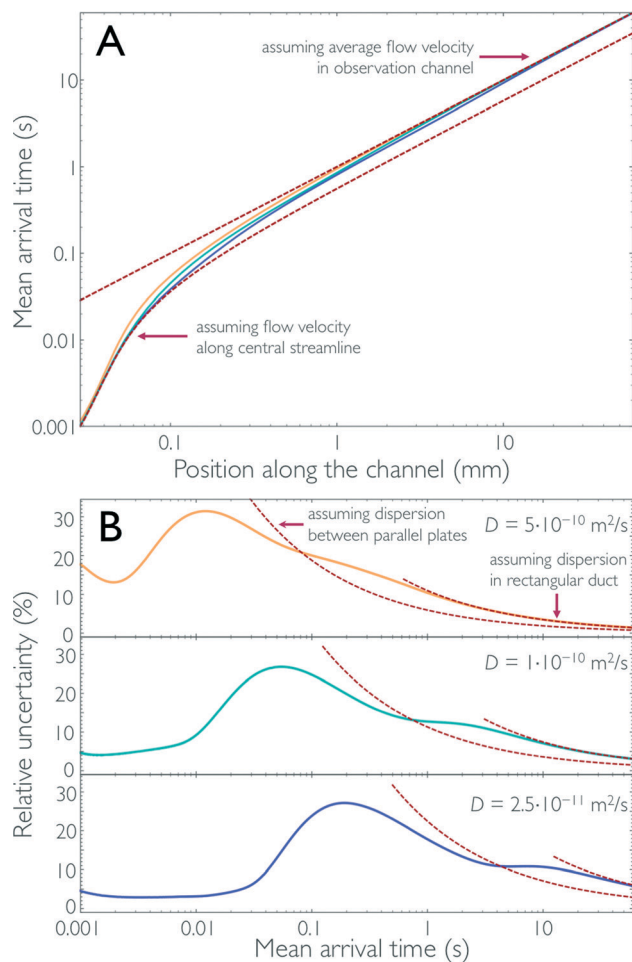 A
assuming average flow velocity
in observation channel
10
1
0.1
0.01
0.001
Mean arrival time (s)
assuming flow velocity
along central streamline
0.1
1
10
Position along the channel (mm)
B
30
20
10
0
assuming dispersion
between parallel plates
D = 5·10⁻¹⁰ m²/s
assuming dispersion
in rectangular duct
Relative uncertainty (%)
30
20
10
0
D = 1·10⁻¹⁰ m²/s
30
20
10
0
D = 2.5·10⁻¹¹ m²/s
0.001
0.01
0.1
1
10
Mean arrival time (s)